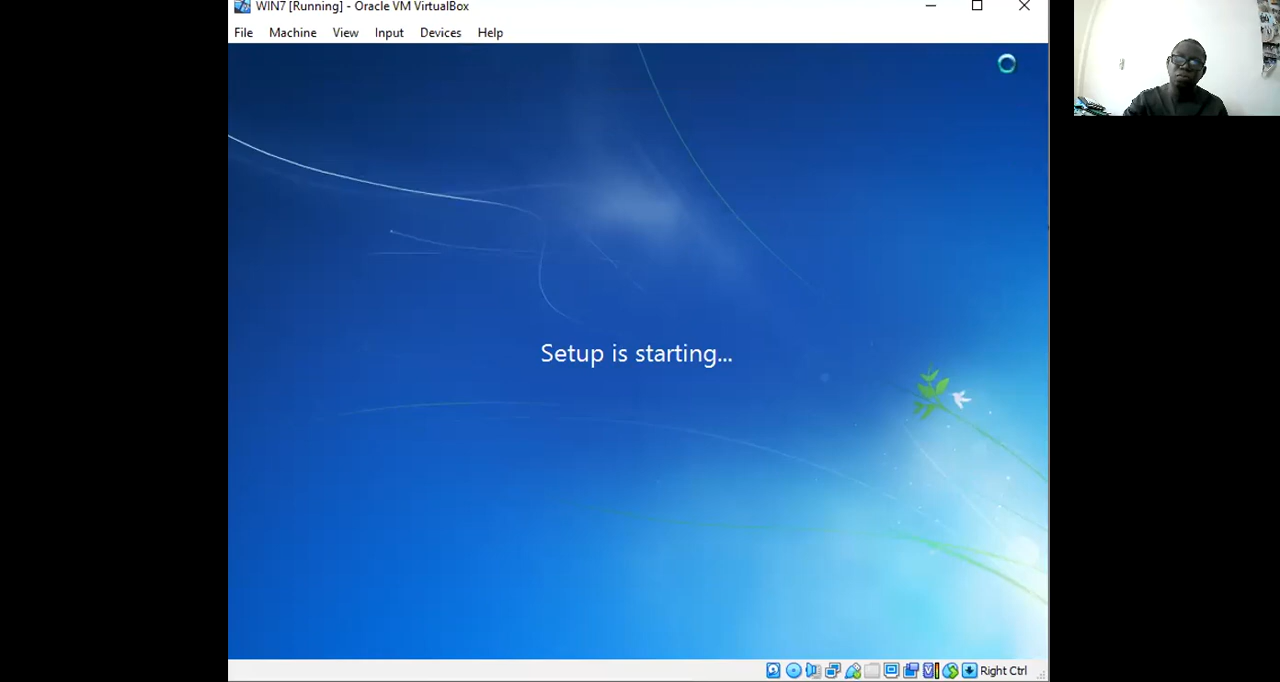 WIN7 [Running] - Oracle VM VirtualBox
File Machine View Input Devices Help
Setup is starting...
Right Ctrl